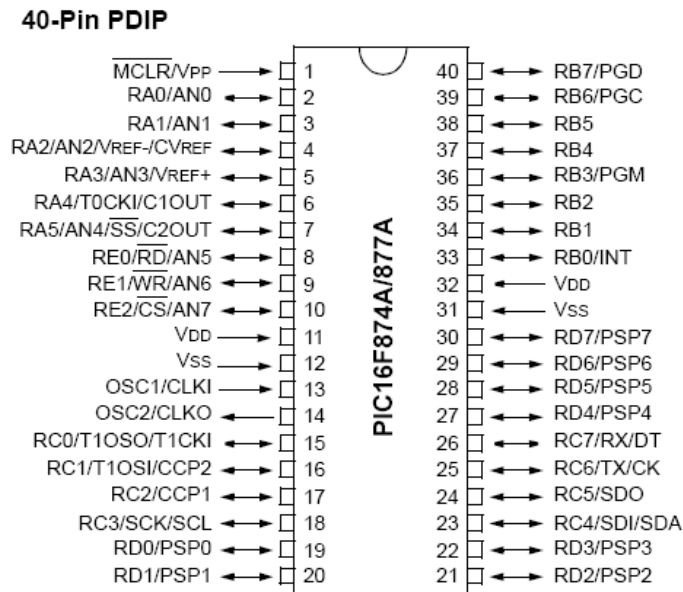 40-Pin PDIP
MCLR/VPP 1 40 RB7/PGD
RA0/AN0 2 39 RB6/PGC
RA1/AN1 3 38 RB5
RA2/AN2/VREF-/CVREF 4 37 RB4
RA3/AN3/VREF+ 5 36 RB3/PGM
RA4/T0CKI/C1OUT 6 35 RB2
RA5/AN4/SS/C2OUT 7 34 RB1
RE0/RD/AN5 8 33 RB0/INT
RE1/WR/AN6 9 32 VDD
RE2/CS/AN7 10 31 VSS
VDD 11 30 RD7/PSP7
VSS 12 29 RD6/PSP6
OSC1/CLKI 13 28 RD5/PSP5
OSC2/CLKO 14 27 RD4/PSP4
RC0/T1OSO/T1CKI 15 26 RC7/RX/DT
RC1/T1OSI/CCP2 16 25 RC6/TX/CK
RC2/CCP1 17 24 RC5/SDO
RC3/SCK/SCL 18 23 RC4/SDI/SDA
RD0/PSP0 19 22 RD3/PSP3
RD1/PSP1 20 21 RD2/PSP2
PIC16F874A/877A